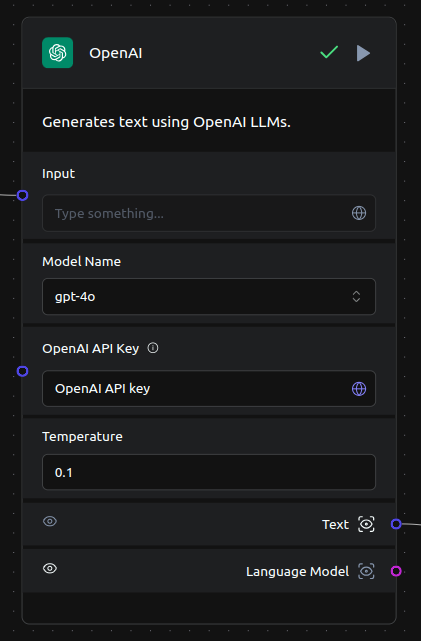 OpenAI
Generates text using OpenAI LLMs.
Input
Type something...
Model Name
gpt-4o
OpenAI API Key
OpenAI API key
Temperature
0.1
Text
Language Model